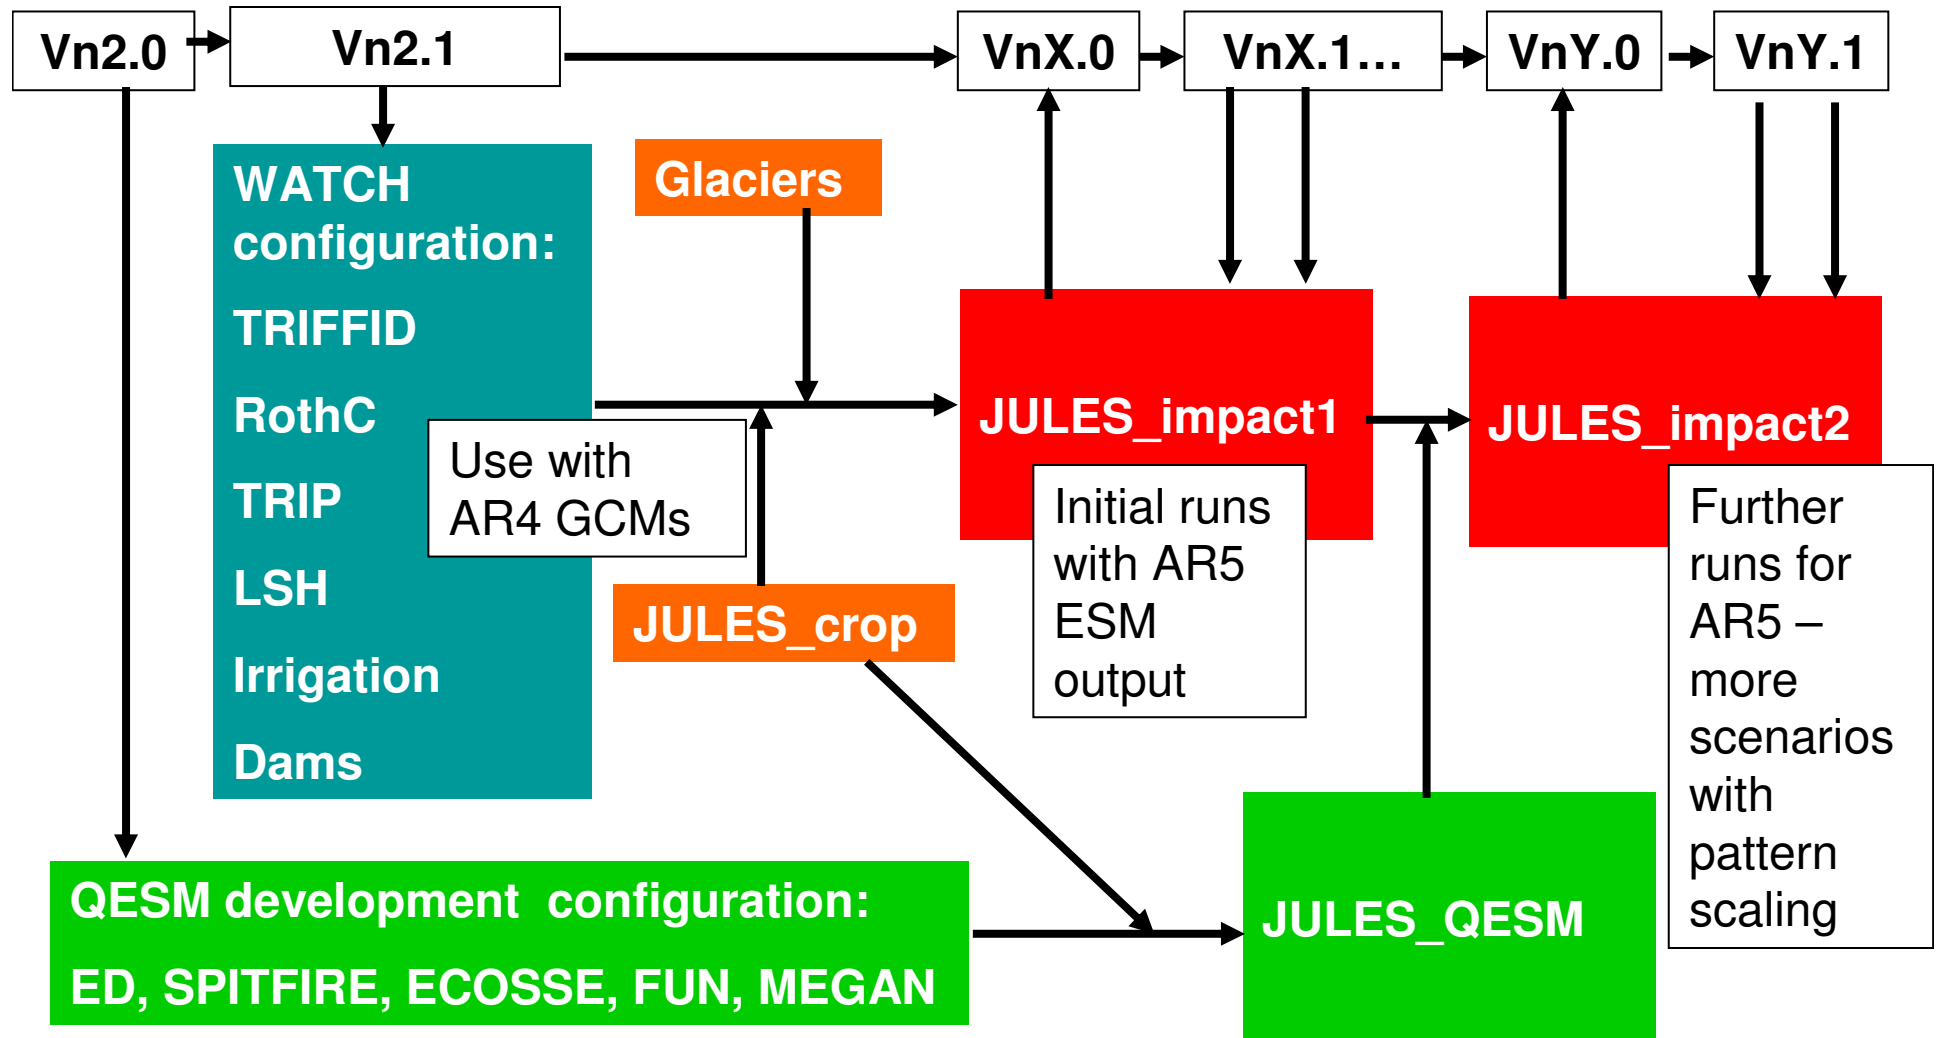 Vn2.0
Vn2.1
VnX.0
VnX.1...
VnY.0
VnY.1
WATCH
configuration:
TRIFFID
RothC
TRIP
LSH
Irrigation
Dams
Glaciers
Use with
AR4 GCMs
JULES_crop
JULES_impact1
Initial runs
with AR5
ESM
output
JULES_impact2
Further
runs for
AR5 –
more
scenarios
with
pattern
scaling
QESM development  configuration:
ED, SPITFIRE, ECOSSE, FUN, MEGAN
JULES_QESM